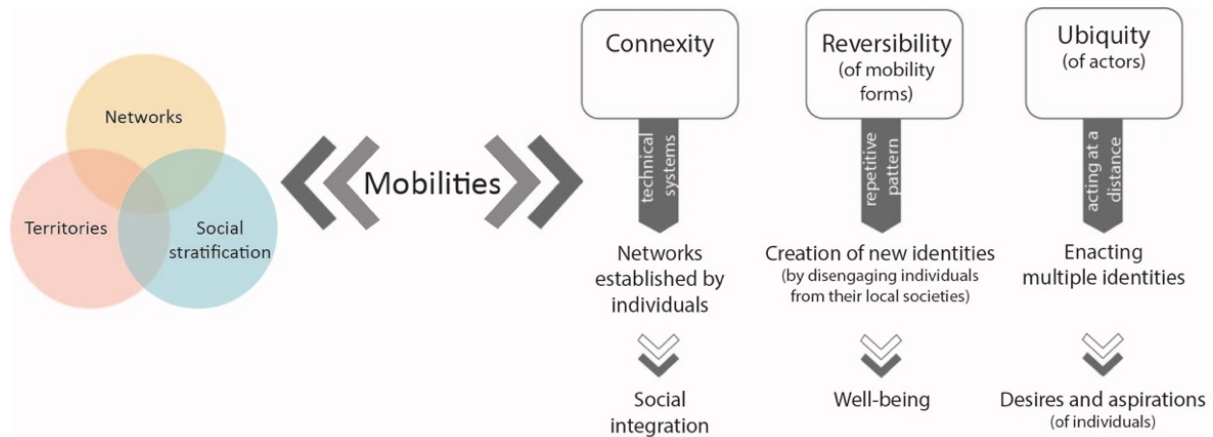 Networks
Territories
Social
stratification
Mobilities
Connexity
technical
systems
Networks
established by
individuals
Social
integration
Reversibility
(of mobility
forms)
repetitive
pattern
Creation of new identities
(by disengaging individuals
from their local societies)
Well-being
Ubiquity
(of actors)
acting at a
distance
Enacting
multiple identities
Desires and aspirations
(of individuals)